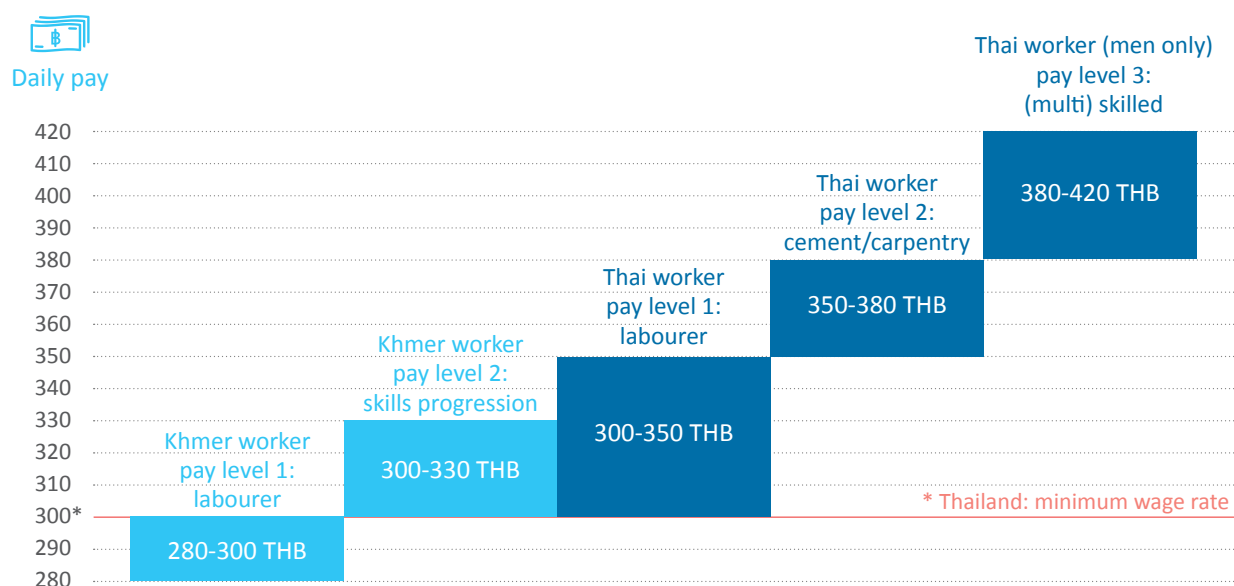 ฿
Daily pay
Thai worker (men only)
pay level 3:
(multi) skilled
420
410
400
390
380
370
360
350
340
330
320
310
300*
290
280
380-420 THB
Thai worker
pay level 2:
cement/carpentry
350-380 THB
Thai worker
pay level 1:
labourer
300-350 THB
Khmer worker
pay level 2:
skills progression
300-330 THB
Khmer worker
pay level 1:
labourer
280-300 THB
* Thailand: minimum wage rate